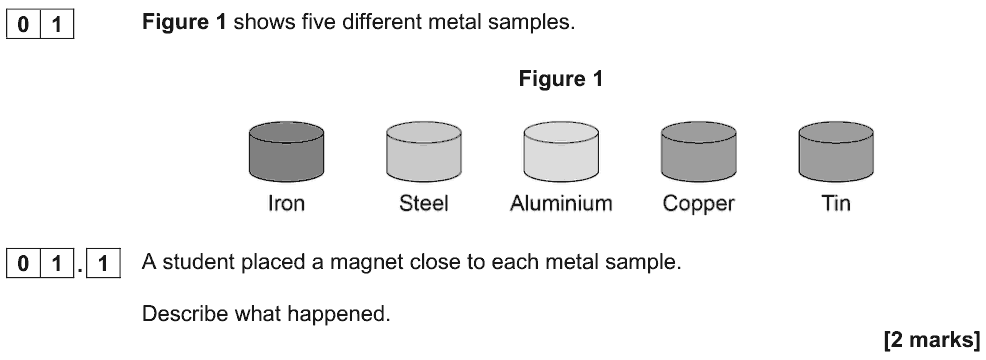 0 1 Figure 1 shows five different metal samples.
Figure 1
Iron Steel Aluminium Copper Tin
0 1 . 1 A student placed a magnet close to each metal sample.
Describe what happened.
[2 marks]